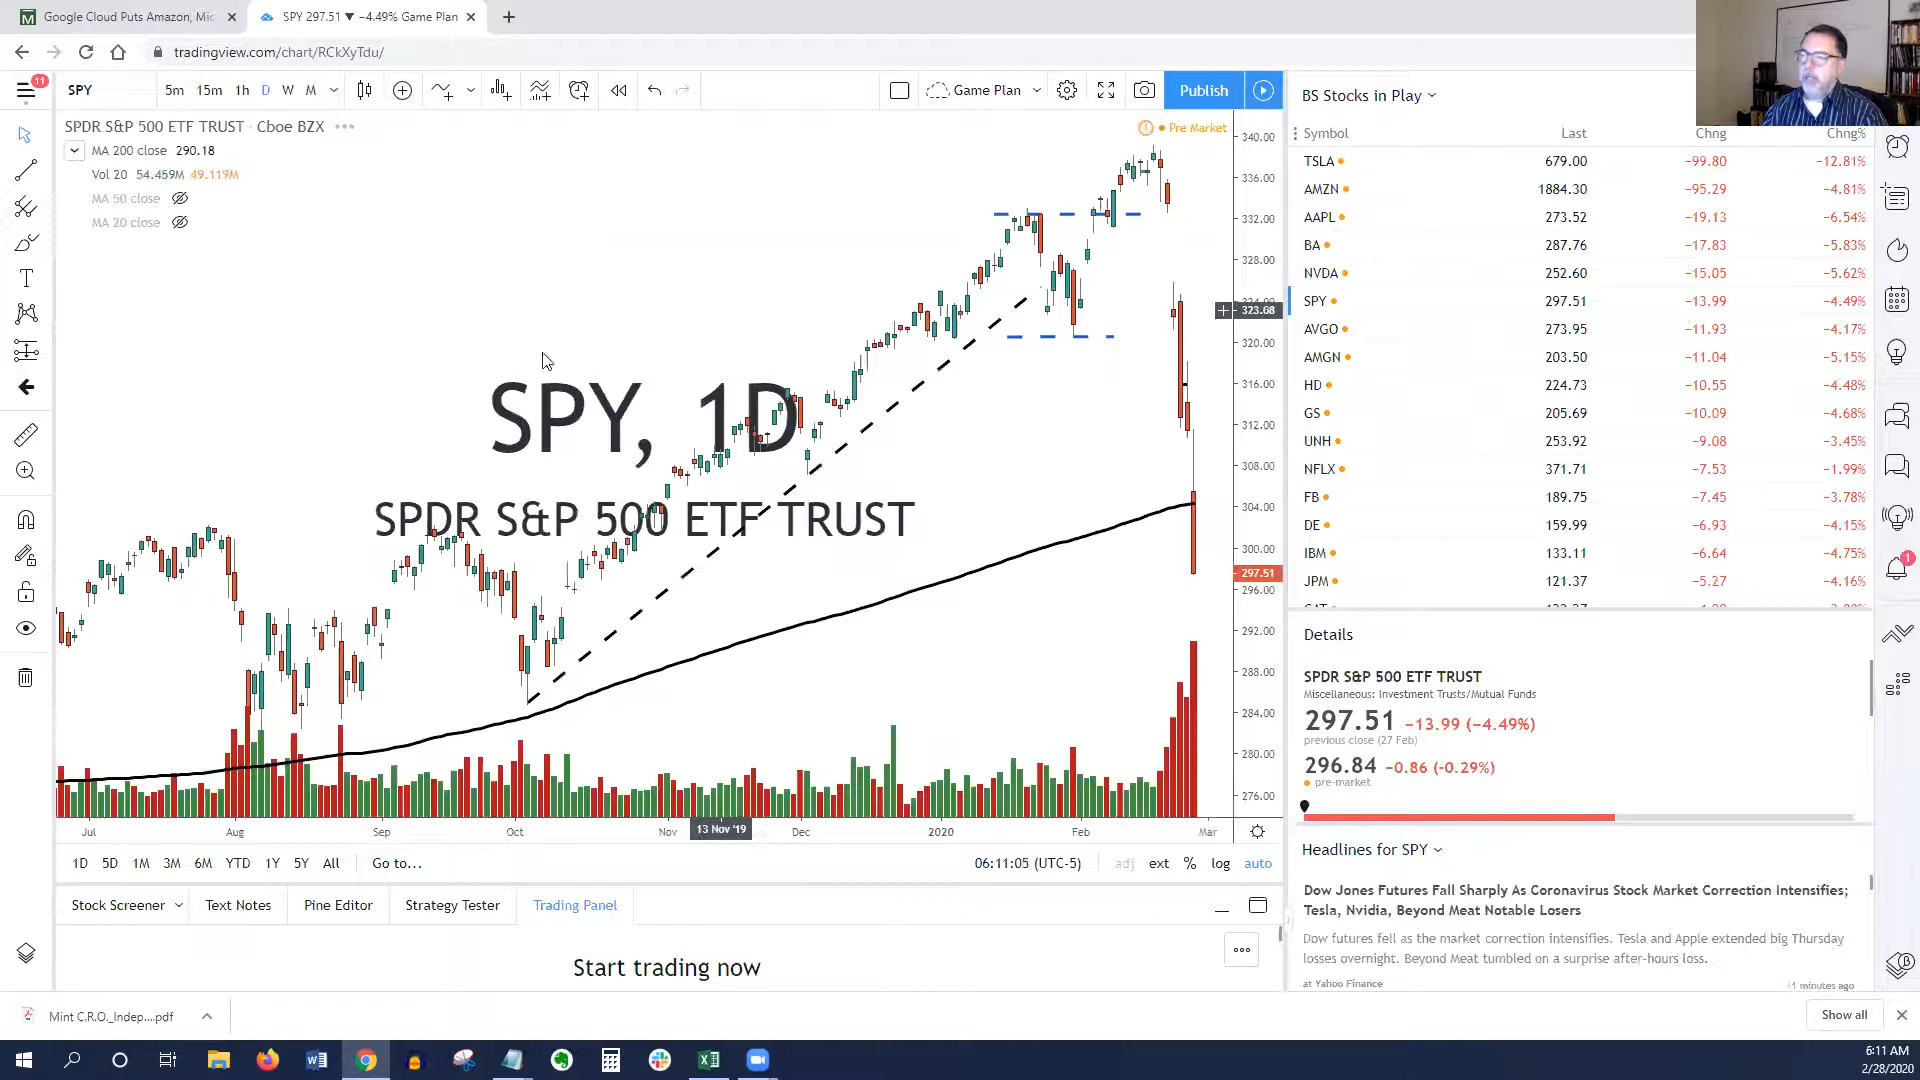 Google Cloud Puts Amazon, Mic
SPY 297.51 ▼ −4.49% Game Plan
tradingview.com/chart/RCkXyTdu/
11
SPY
5m 15m 1h D W M
Game Plan
Publish
SPDR S&P 500 ETF TRUST · Cboe BZX
Pre Market
MA 200 close 290.18
Vol 20 54.459M 49.119M
MA 50 close
MA 20 close
SPY, 1D
SPDR S&P 500 ETF TRUST
340.00
336.00
332.00
328.00
323.08
320.00
316.00
312.00
308.00
304.00
300.00
297.51
296.00
292.00
288.00
284.00
280.00
276.00
Jul Aug Sep Oct Nov 13 Nov '19 Dec 2020 Feb Mar
1D 5D 1M 3M 6M YTD 1Y 5Y All Go to...
06:11:05 (UTC-5) adj ext % log auto
Stock Screener Text Notes Pine Editor Strategy Tester Trading Panel
Start trading now
BS Stocks in Play
Symbol Last Chng Chng%
TSLA 679.00 −99.80 −12.81%
AMZN 1884.30 −95.29 −4.81%
AAPL 273.52 −19.13 −6.54%
BA 287.76 −17.83 −5.83%
NVDA 252.60 −15.05 −5.62%
SPY 297.51 −13.99 −4.49%
AVGO 273.95 −11.93 −4.17%
AMGN 203.50 −11.04 −5.15%
HD 224.73 −10.55 −4.48%
GS 205.69 −10.09 −4.68%
UNH 253.92 −9.08 −3.45%
NFLX 371.71 −7.53 −1.99%
FB 189.75 −7.45 −3.78%
DE 159.99 −6.93 −4.15%
IBM 133.11 −6.64 −4.75%
JPM 121.37 −5.27 −4.16%
1
Details
SPDR S&P 500 ETF TRUST
Miscellaneous: Investment Trusts/Mutual Funds
297.51 −13.99 (−4.49%)
previous close (27 Feb)
296.84 −0.86 (−0.29%)
pre-market
Headlines for SPY
Dow Jones Futures Fall Sharply As Coronavirus Stock Market Correction Intensifies;
Tesla, Nvidia, Beyond Meat Notable Losers
Dow futures fell as the market correction intensifies. Tesla and Apple extended big Thursday
losses overnight. Beyond Meat tumbled on a surprise after-hours loss.
at Yahoo Finance
minutes ago
Mint C.R.O._Indep....pdf
Show all
6:11 AM
2/28/2020